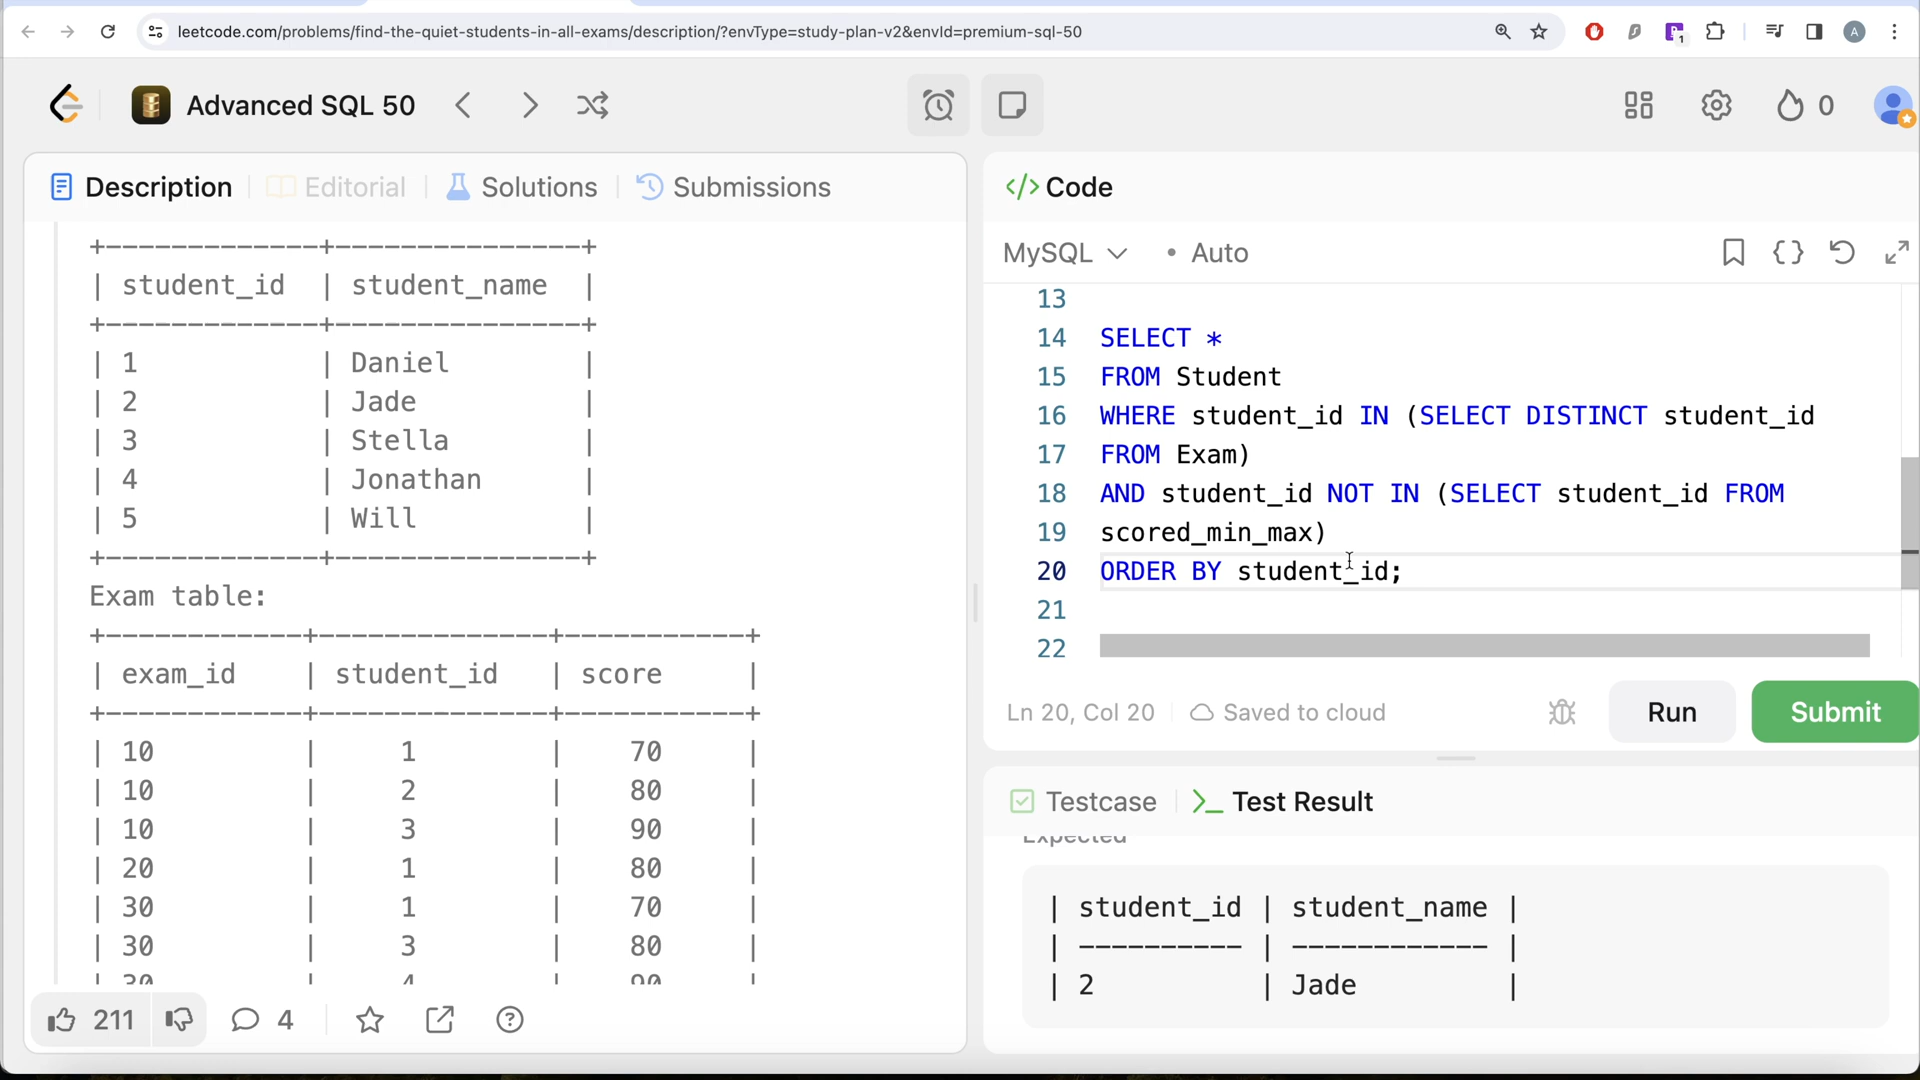 leetcode.com/problems/find-the-quiet-students-in-all-exams/description/?envType=study-plan-v2&envId=premium-sql-50
1
A
Advanced SQL 50
0
Description
Editorial
Solutions
Submissions
+-------------+---------------+
| student_id | student_name |
+-------------+---------------+
| 1 | Daniel |
| 2 | Jade |
| 3 | Stella |
| 4 | Jonathan |
| 5 | Will |
+-------------+---------------+
Exam table:
+------------+--------------+-----------+
| exam_id | student_id | score |
+------------+--------------+-----------+
| 10 | 1 | 70 |
| 10 | 2 | 80 |
| 10 | 3 | 90 |
| 20 | 1 | 80 |
| 30 | 1 | 70 |
| 30 | 3 | 80 |
| 30 | 4 | 90 |
211
4
</> Code
MySQL
• Auto
13
14 SELECT *
15 FROM Student
16 WHERE student_id IN (SELECT DISTINCT student_id
17 FROM Exam)
18 AND student_id NOT IN (SELECT student_id FROM
19 scored_min_max)
20 ORDER BY student_id;
21
22
Ln 20, Col 20
Saved to cloud
Run
Submit
Testcase
>_ Test Result
Expected
| student_id | student_name |
| ---------- | ------------ |
| 2 | Jade |